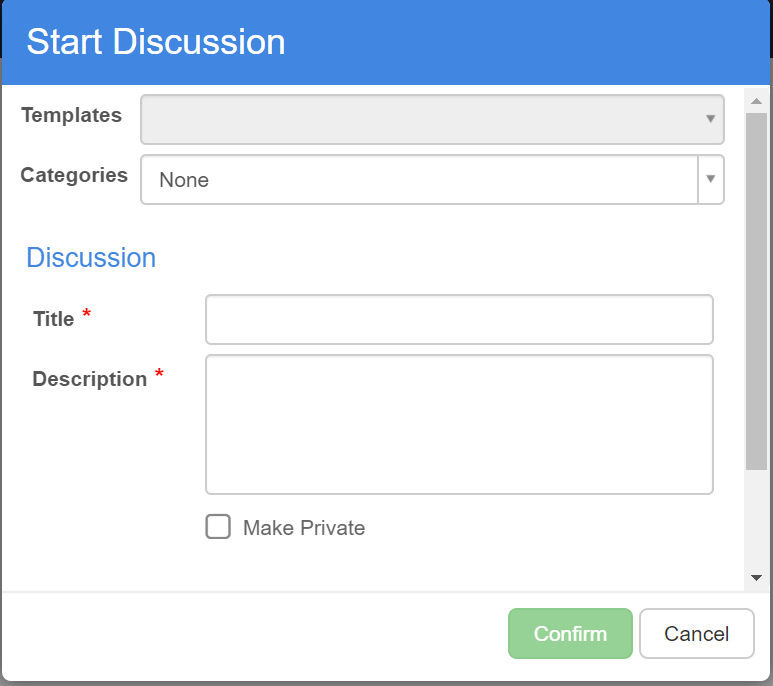 Start Discussion
Templates
Categories None
Discussion
Title *
Description *
Make Private
Confirm Cancel